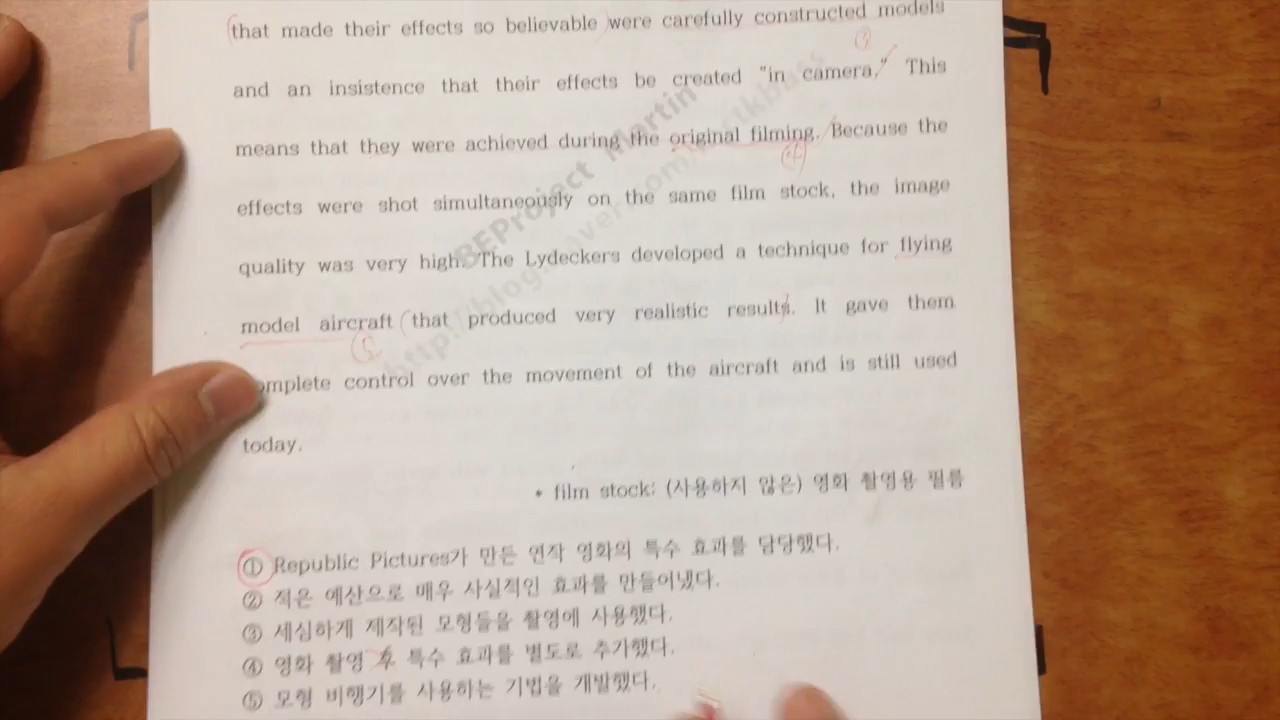 that made their effects so believable were carefully constructed models
③
and an insistence that their effects be created "in camera." This
means that they were achieved during the original filming. Because the
④
effects were shot simultaneously on the same film stock, the image
quality was very high. The Lydeckers developed a technique for flying
model aircraft that produced very realistic results. It gave them
⑤
omplete control over the movement of the aircraft and is still used
today.
* film stock: (사용하지 않은) 영화 촬영용 필름
① Republic Pictures가 만든 연작 영화의 특수 효과를 담당했다.
② 적은 예산으로 매우 사실적인 효과를 만들어냈다.
③ 세심하게 제작된 모형들을 촬영에 사용했다.
④ 영화 촬영 후 특수 효과를 별도로 추가했다.
⑤ 모형 비행기를 사용하는 기법을 개발했다.
BEProject Martin